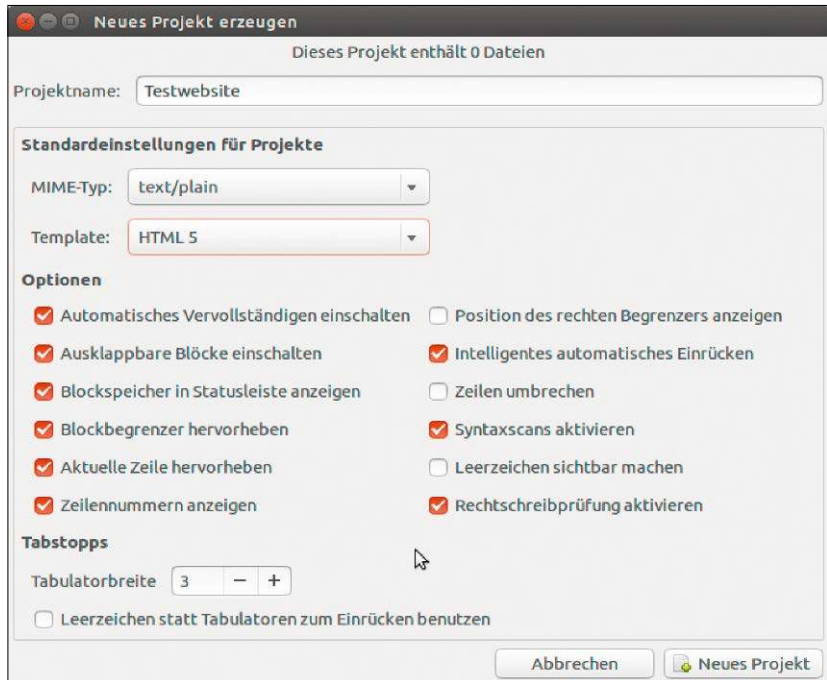 Neues Projekt erzeugen
Dieses Projekt enthält 0 Dateien
Projektname: Testwebsite
Standardeinstellungen für Projekte
MIME-Typ: text/plain
Template: HTML 5
Optionen
Automatisches Vervollständigen einschalten Position des rechten Begrenzers anzeigen
Ausklappbare Blöcke einschalten Intelligentes automatisches Einrücken
Blockspeicher in Statusleiste anzeigen Zeilen umbrechen
Blockbegrenzer hervorheben Syntaxscans aktivieren
Aktuelle Zeile hervorheben Leerzeichen sichtbar machen
Zeilennummern anzeigen Rechtschreibprüfung aktivieren
Tabstopps
Tabulatorbreite 3 − +
Leerzeichen statt Tabulatoren zum Einrücken benutzen
Abbrechen Neues Projekt